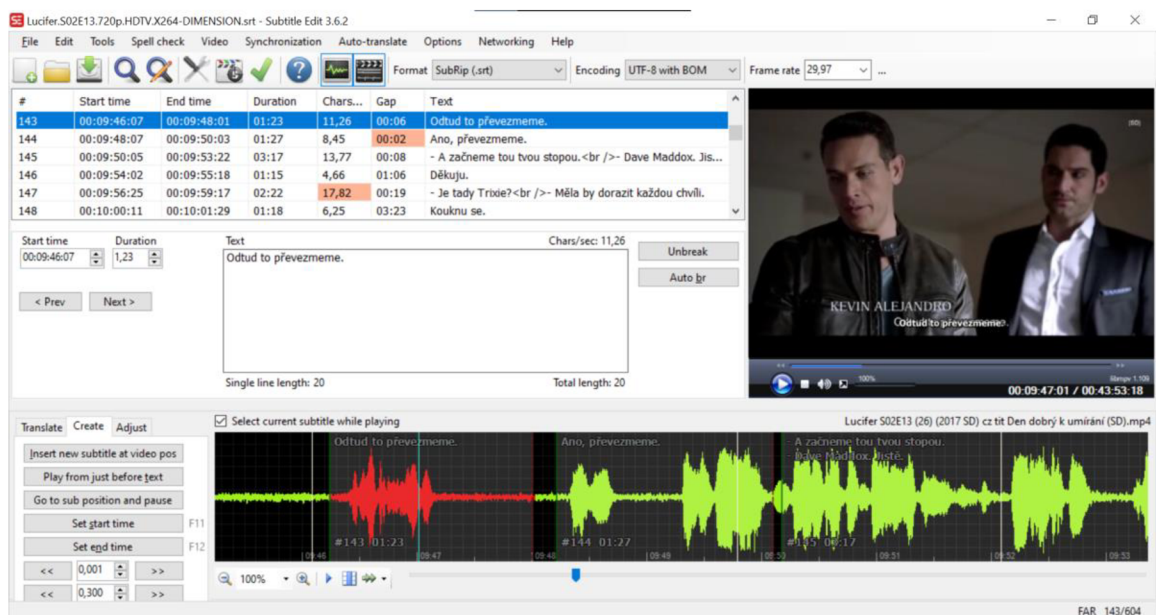 Lucifer.S02E13.720p.HDTV.X264-DIMENSION.srt - Subtitle Edit 3.6.2
File Edit Tools Spell check Video Synchronization Auto-translate Options Networking Help
Format SubRip (.srt) Encoding UTF-8 with BOM Frame rate 29,97 ...
# Start time End time Duration Chars... Gap Text
143 00:09:46:07 00:09:48:01 01:23 11,26 00:06 Odtud to převezmeme.
144 00:09:48:07 00:09:50:03 01:27 8,45 00:02 Ano, převezmeme.
145 00:09:50:05 00:09:53:22 03:17 13,77 00:08 - A začneme tou tvou stopou.<br />- Dave Maddox. Jis...
146 00:09:54:02 00:09:55:18 01:15 4,66 01:06 Děkuju.
147 00:09:56:25 00:09:59:17 02:22 17,82 00:19 - Je tady Trixie?<br />- Měla by dorazit každou chvíli.
148 00:10:00:11 00:10:01:29 01:18 6,25 03:23 Kouknu se.
Start time Duration Text Chars/sec: 11,26
00:09:46:07 1,23
Odtud to převezmeme.
Unbreak
Auto br
< Prev Next >
Single line length: 20 Total length: 20
KEVIN ALEJANDRO
Odtud to převezmeme.
100%
00:09:47:01 / 00:43:53:18
Translate Create Adjust
Select current subtitle while playing
Lucifer S02E13 (26) (2017 SD) cz tit Den dobrý k umírání (SD).mp4
Insert new subtitle at video pos
Play from just before text
Go to sub position and pause
Set start time F11
Set end time F12
<< 0,001 >>
<< 0,300 >>
Odtud to převezmeme.
Ano, převezmeme.
- A začneme tou tvou stopou.
- Dave Maddox. Jistě.
#143 01:23
#144 01:27
#145 03:17
09:46 09:47 09:48 09:49 09:50 09:51 09:52 09:53
100%
FAR 143/604